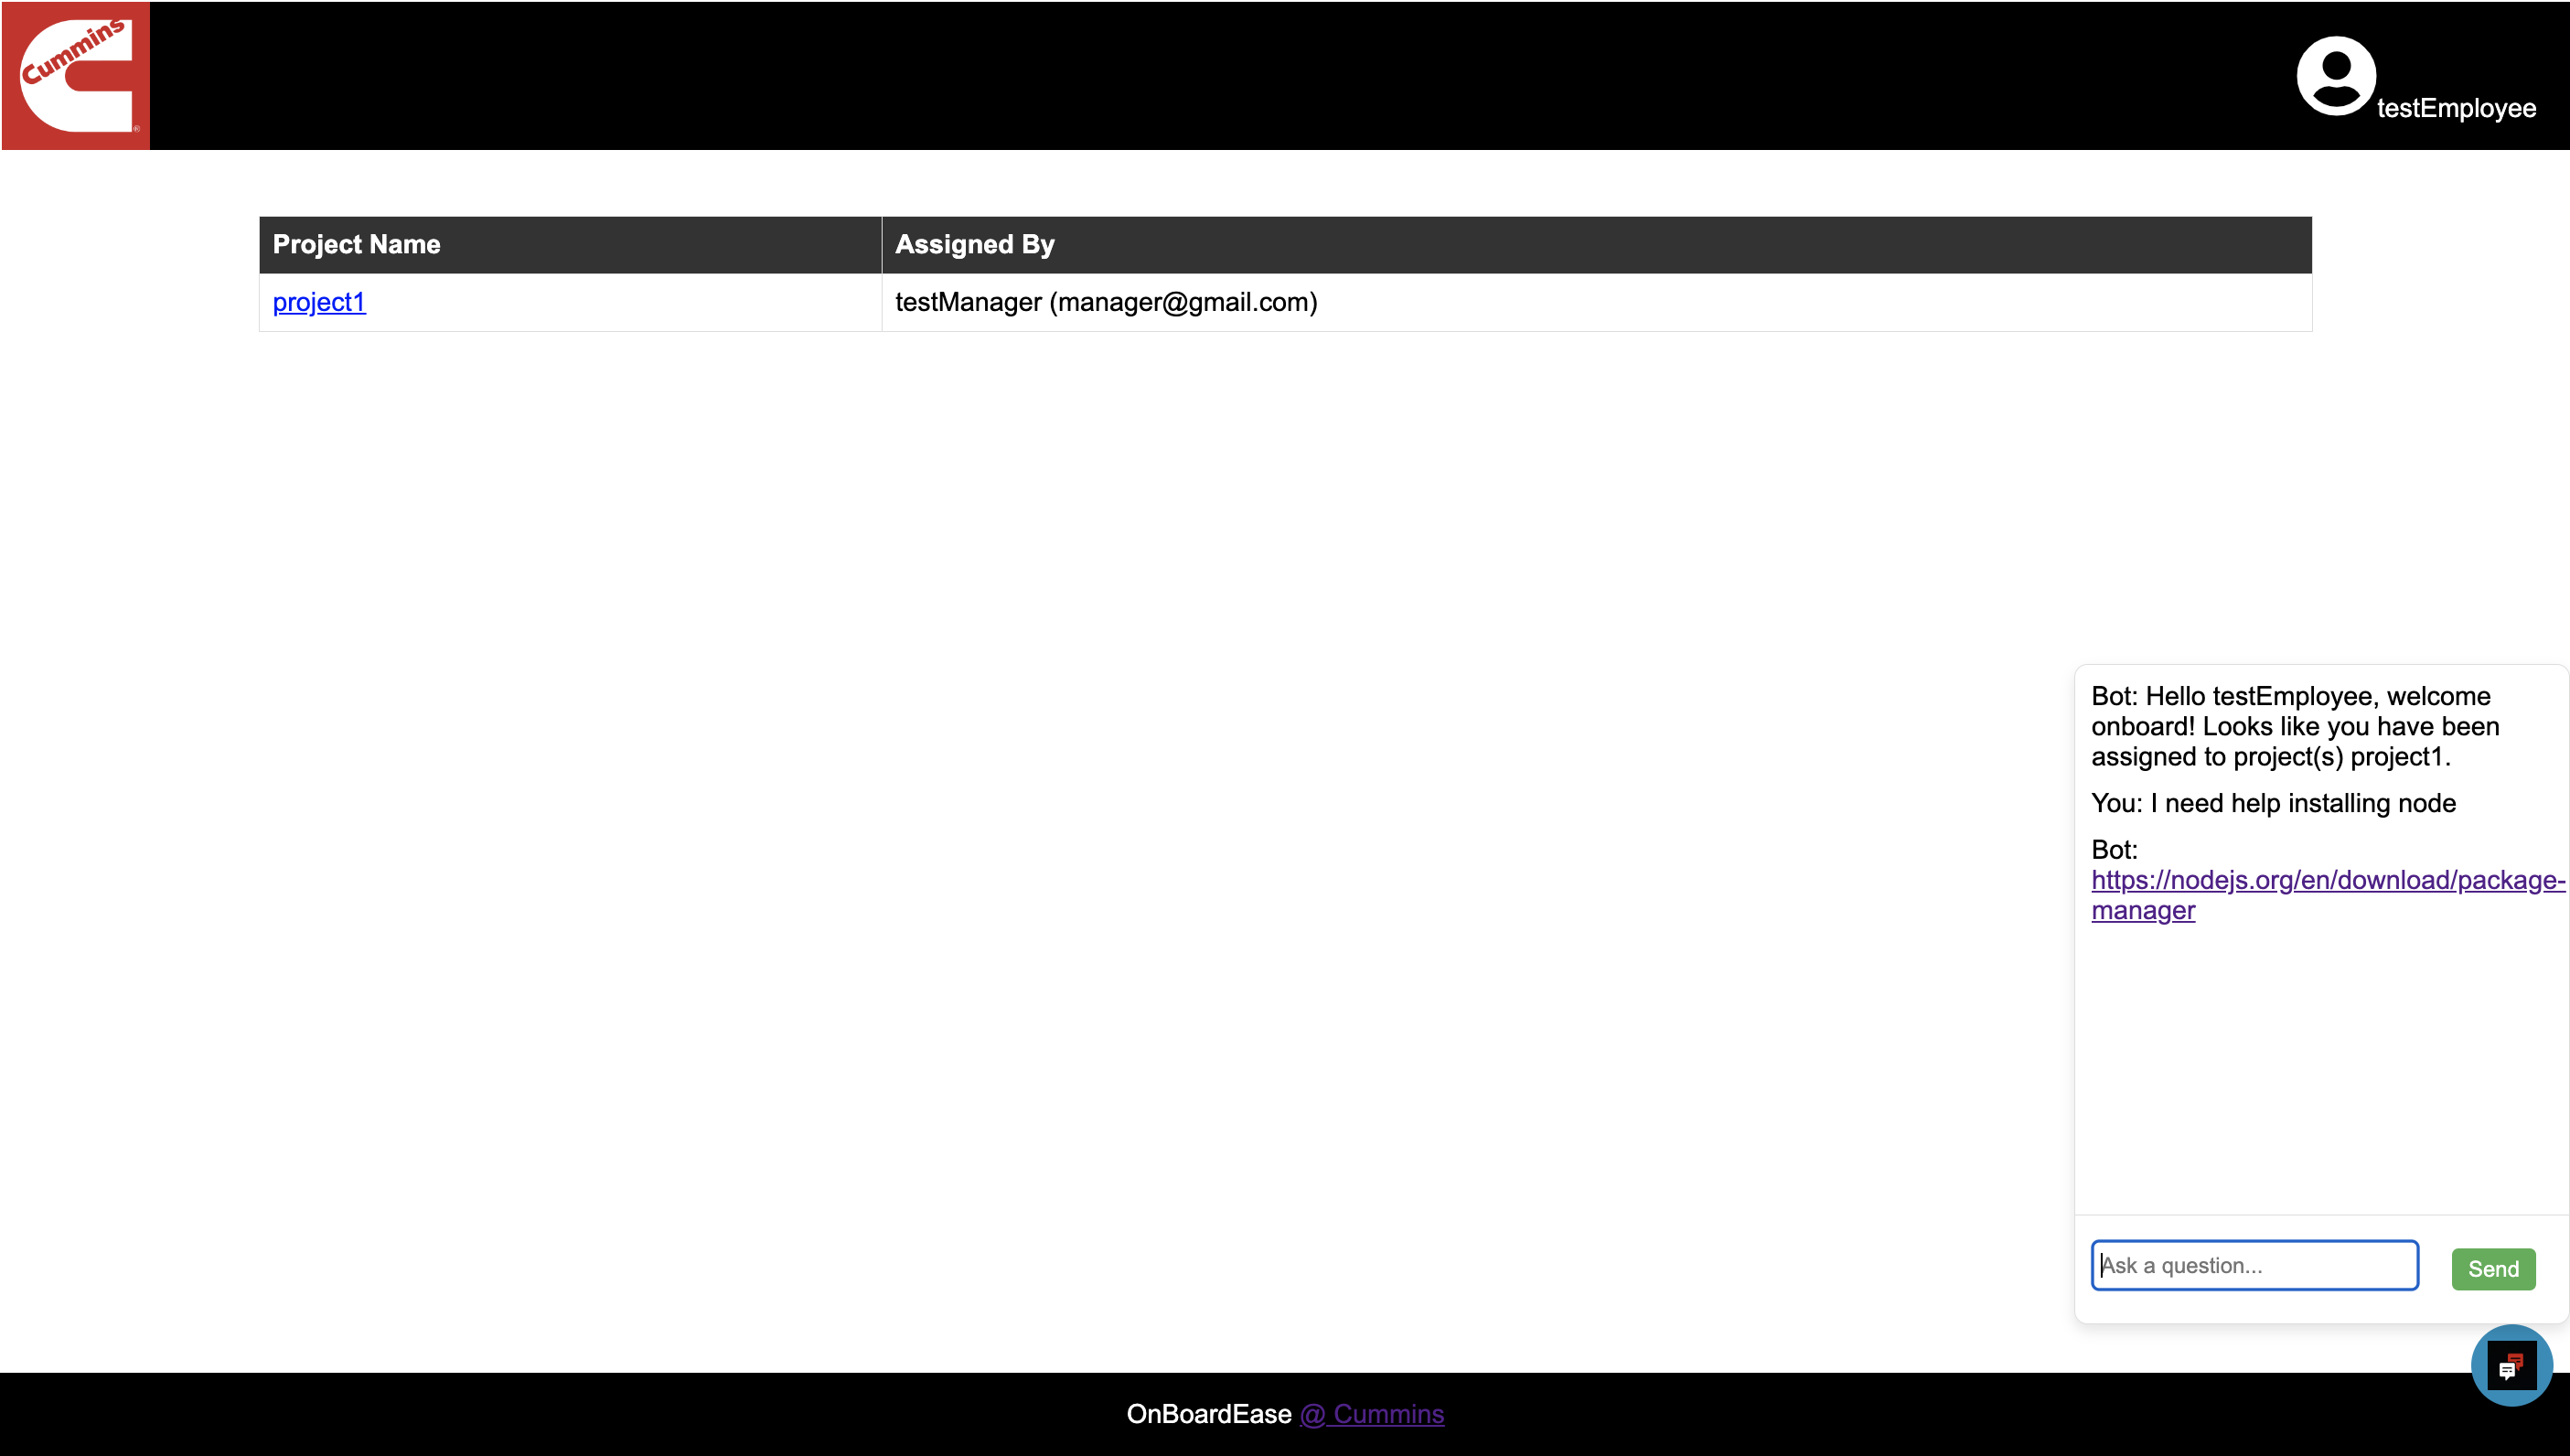 Cummins
®
testEmployee
Project Name Assigned By
project1 testManager (manager@gmail.com)
Bot: Hello testEmployee, welcome
onboard! Looks like you have been
assigned to project(s) project1.
You: I need help installing node
Bot:
https://nodejs.org/en/download/package-
manager
Ask a question...
Send
OnBoardEase @ Cummins